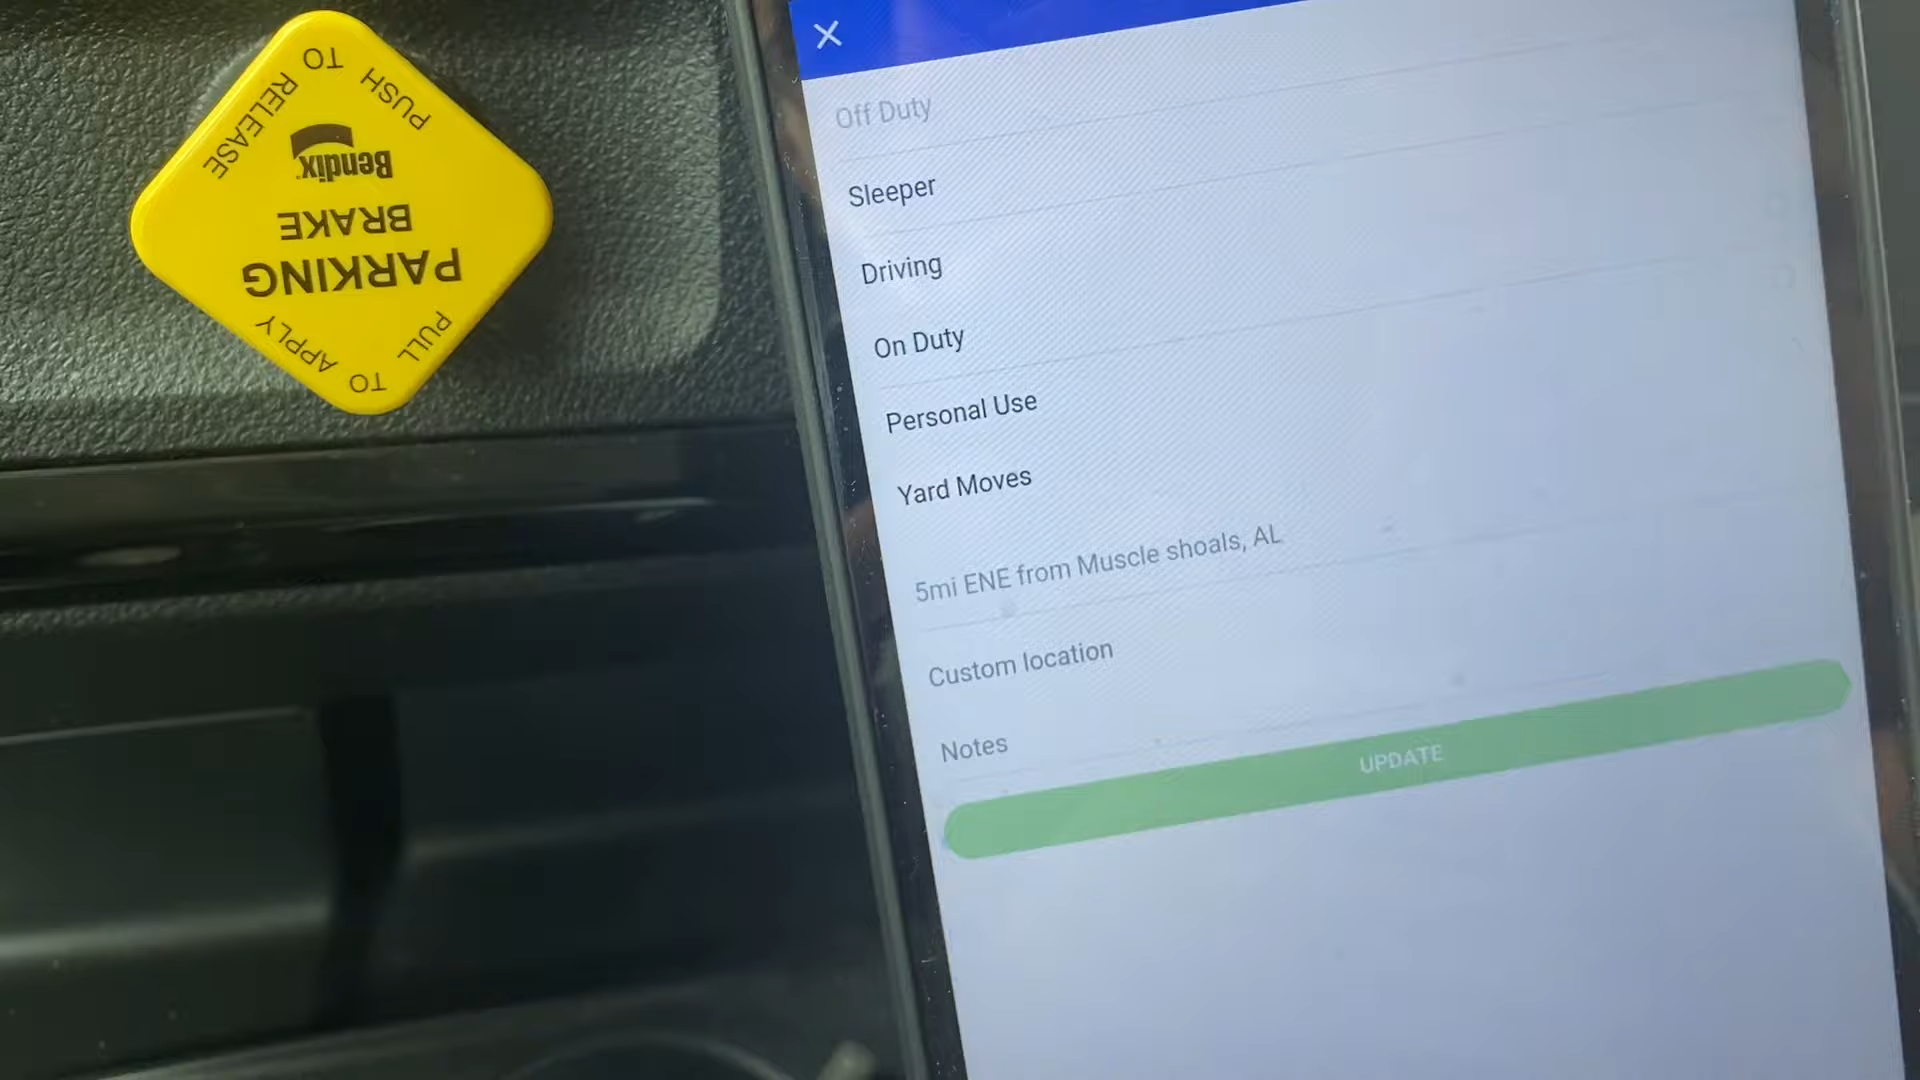 PUSH
TO
RELEASE
Bendix
PARKING
BRAKE
PULL
TO
APPLY
Off Duty
Sleeper
Driving
On Duty
Personal Use
Yard Moves
5mi ENE from Muscle shoals, AL
Custom location
Notes
UPDATE